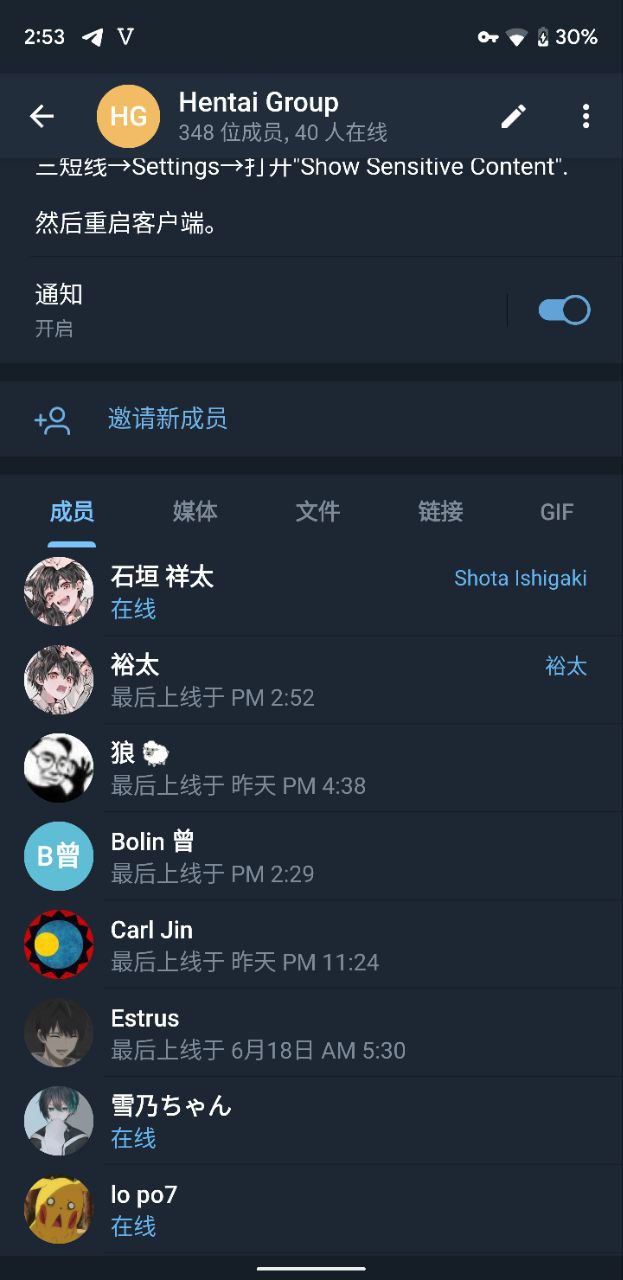 2:53
30%
HG
Hentai Group
348 位成员, 40 人在线
三短线→Settings→打开"Show Sensitive Content".
然后重启客户端。
通知
开启
邀请新成员
成员 媒体 文件 链接 GIF
石垣 祥太 Shota Ishigaki
在线
裕太 裕太
最后上线于 PM 2:52
狼 🐑
最后上线于 昨天 PM 4:38
B曾
Bolin 曾
最后上线于 PM 2:29
Carl Jin
最后上线于 昨天 PM 11:24
Estrus
最后上线于 6月18日 AM 5:30
雪乃ちゃん
在线
lo po7
在线